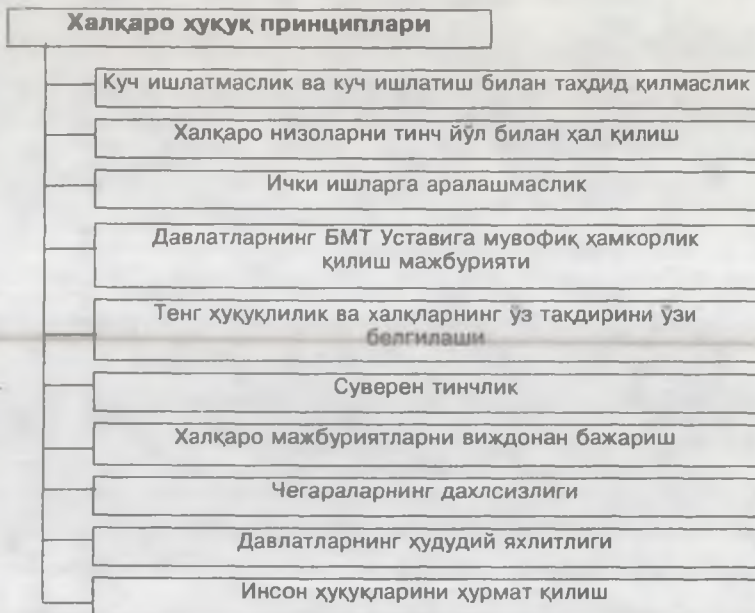 Халқаро ҳуқуқ принциплари
Куч ишлатмаслик ва куч ишлатиш билан таҳдид қилмаслик
Халқаро низоларни тинч йўл билан ҳал қилиш
Ички ишларга аралашмаслик
Давлатларнинг БМТ Уставига мувофиқ ҳамкорлик
қилиш мажбурияти
Тенг ҳуқуқлилик ва халқларнинг ўз тақдирини ўзи
белгилаши
Суверен тинчлик
Халқаро мажбуриятларни виждонан бажариш
Чегараларнинг дахлсизлиги
Давлатларнинг ҳудудий яхлитлиги
Инсон ҳуқуқларини ҳурмат қилиш